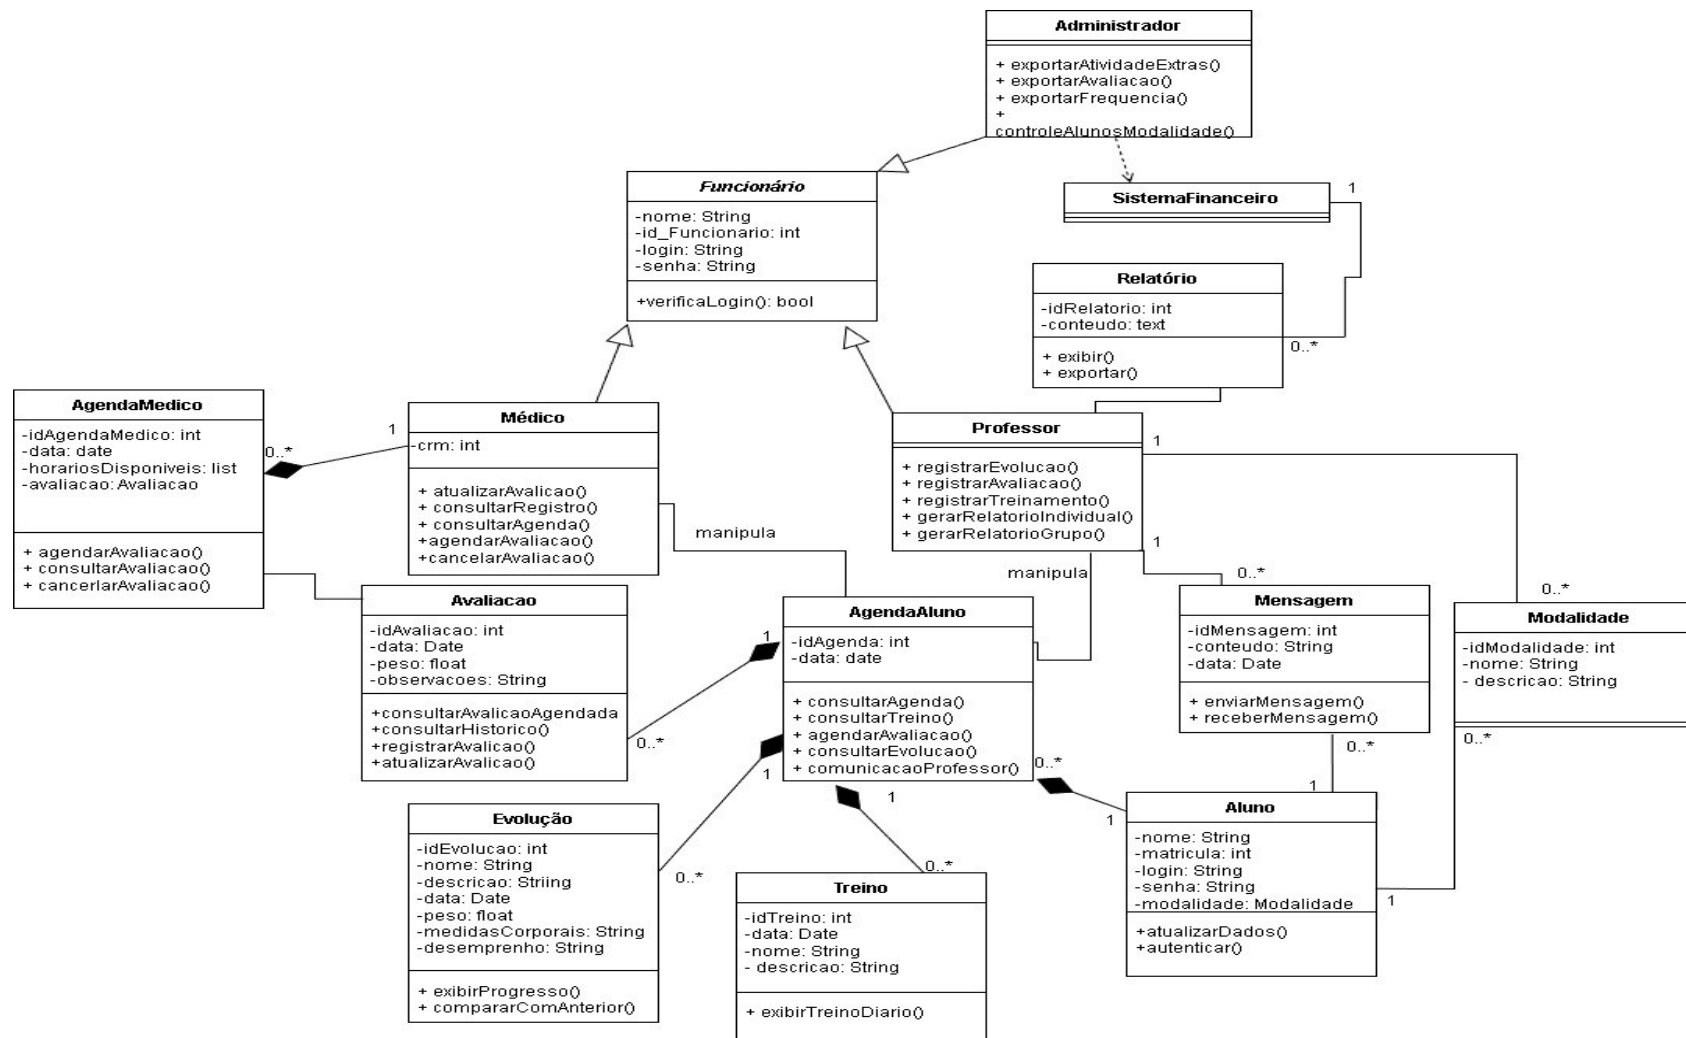 Administrador
+ exportarAtividadeExtras()
+ exportarAvaliacao()
+ exportarFrequencia()
+
controleAlunosModalidade()
Funcionário
-nome: String
-id_Funcionario: int
-login: String
-senha: String
+verificaLogin(): bool
SistemaFinanceiro
1
Relatório
-idRelatorio: int
-conteudo: text
+ exibir()
+ exportar()
0..*
AgendaMedico
-idAgendaMedico: int
-data: date
-horariosDisponiveis: list
-avaliacao: Avaliacao
+ agendarAvaliacao()
+ consultarAvaliacao()
+ cancerlarAvaliacao()
0..*
1
Médico
-crm: int
+ atualizarAvalicao()
+ consultarRegistro()
+ consultarAgenda()
+agendarAvaliacao()
+cancelarAvaliacao()
manipula
Professor
+ registrarEvolucao()
+ registrarAvaliacao()
+ registrarTreinamento()
+ gerarRelatorioIndividual()
+ gerarRelatorioGrupo()
1
1
manipula
0..*
0..*
Avaliacao
-idAvaliacao: int
-data: Date
-peso: float
-observacoes: String
+consultarAvalicaoAgendada
+consultarHistorico()
+registrarAvalicao()
+atualizarAvalicao()
1
0..*
AgendaAluno
-idAgenda: int
-data: date
+ consultarAgenda()
+ consultarTreino()
+ agendarAvaliacao()
+ consultarEvolucao()
+ comunicacaoProfessor()
Mensagem
-idMensagem: int
-conteudo: String
-data: Date
+ enviarMensagem()
+ receberMensagem()
Modalidade
-idModalidade: int
-nome: String
- descricao: String
0..*
0..*
0..*
1
1
1
1
Evolução
-idEvolucao: int
-nome: String
-descricao: Striing
-data: Date
-peso: float
-medidasCorporais: String
-desemprenho: String
+ exibirProgresso()
+ compararComAnterior()
0..*
0..*
Treino
-idTreino: int
-data: Date
-nome: String
- descricao: String
+ exibirTreinoDiario()
Aluno
-nome: String
-matricula: int
-login: String
-senha: String
-modalidade: Modalidade
+atualizarDados()
+autenticar()
1